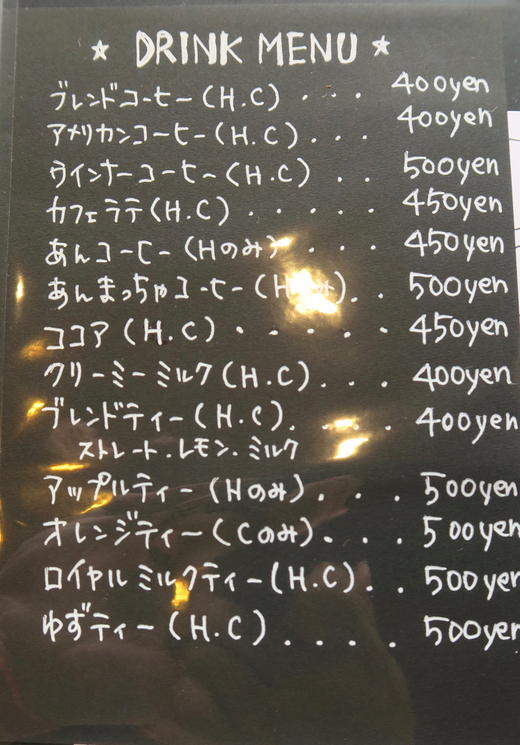 ★ DRINK MENU ★
ブレンドコーヒー(H.C)・・・400yen
アメリカンコーヒー(H.C)...400yen
ウインナーコーヒー(H.C)...500yen
カフェラテ(H.C)・・・・・450yen
あんコーヒー(Hのみ)・・・450yen
あんまっちゃコーヒー(Hのみ)..500yen
ココア(H.C)・・・・・450yen
クリーミーミルク(H.C)...400yen
ブレンドティー(H.C)....400yen
ストレート.レモン.ミルク
アップルティー(Hのみ)...500yen
オレンジティー(Cのみ)...500yen
ロイヤルミルクティー(H.C)..500yen
ゆずティー(H.C)....500yen